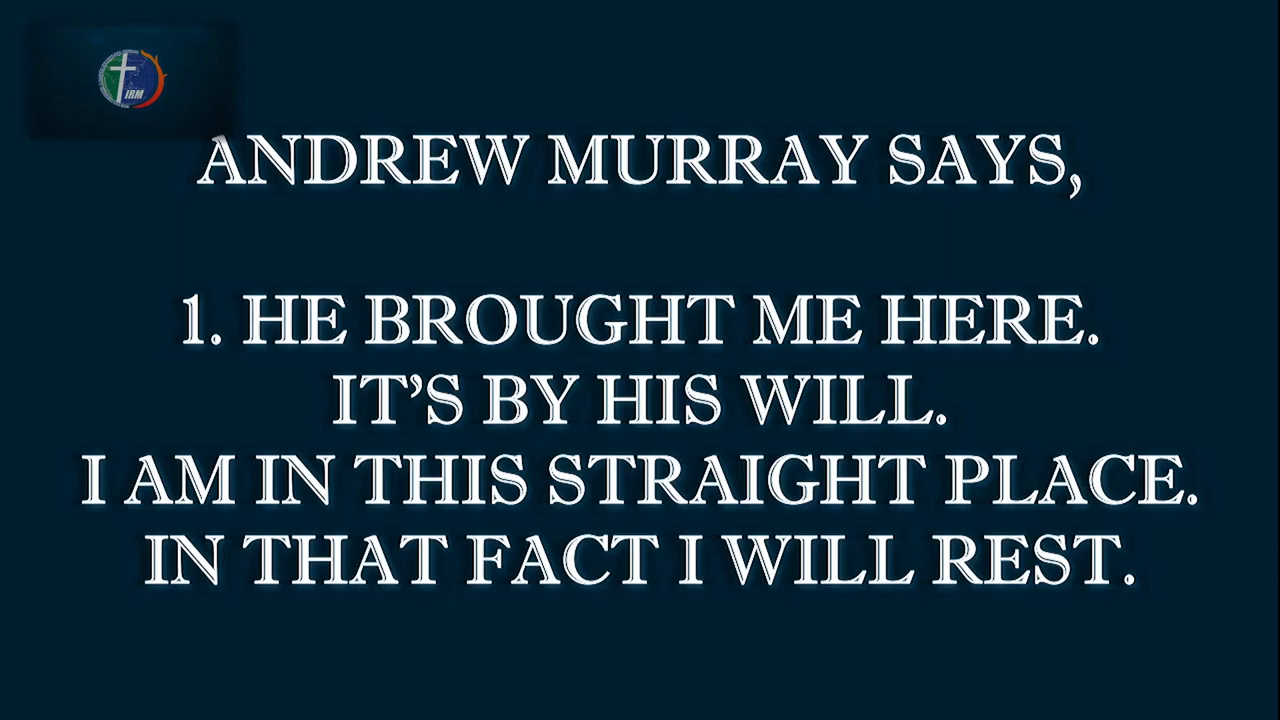 IRM
ANDREW MURRAY SAYS,
1. HE BROUGHT ME HERE.
IT’S BY HIS WILL.
I AM IN THIS STRAIGHT PLACE.
IN THAT FACT I WILL REST.